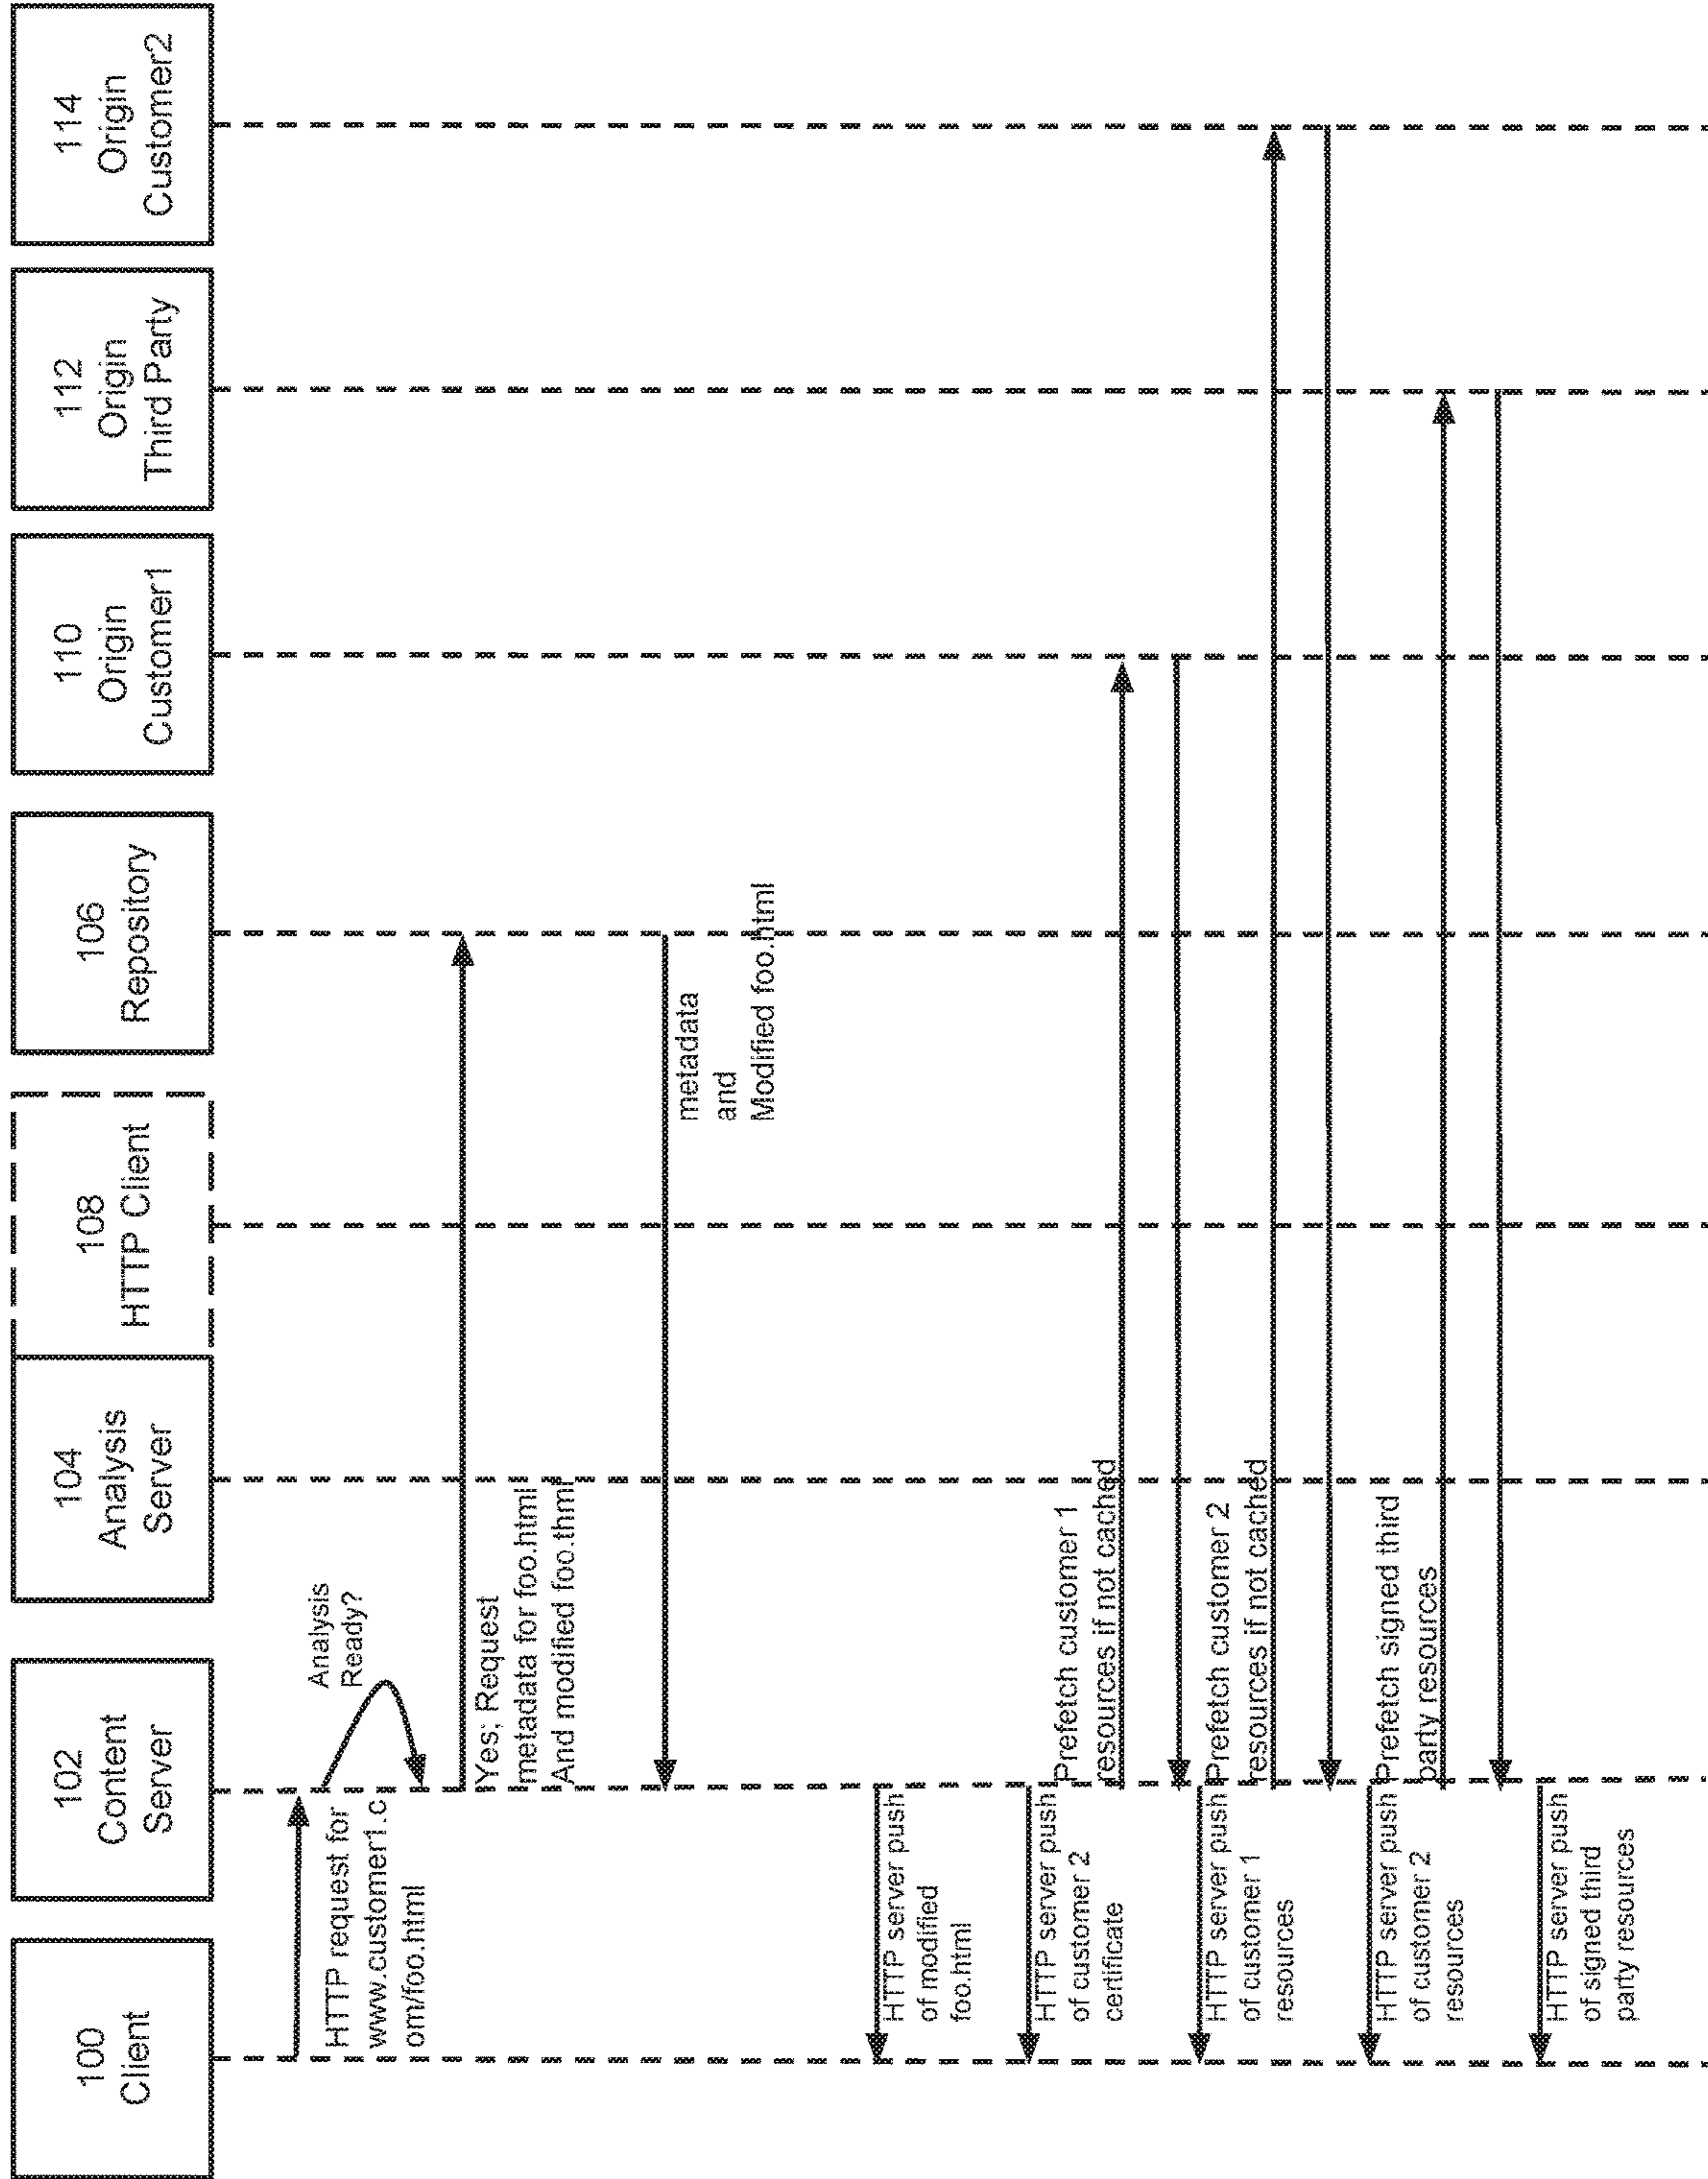 100
Client
102
Content
Server
104
Analysis
Server
108
HTTP Client
106
Repository
110
Origin
Customer1
112
Origin
Third Party
114
Origin
Customer2
HTTP request for
www.customer1.c
om/foo.html
Analysis
Ready?
Yes; Request
metadata for foo.html
And modified foo.thml
metadata
and
Modified foo.html
HTTP server push
of modified
foo.html
HTTP server push
of customer 2
certificate
Prefetch customer 1
resources if not cached
HTTP server push
of customer 1
resources
Prefetch customer 2
resources if not cached
HTTP server push
of customer 2
resources
Prefetch signed third
party resources
HTTP server push
of signed third
party resources